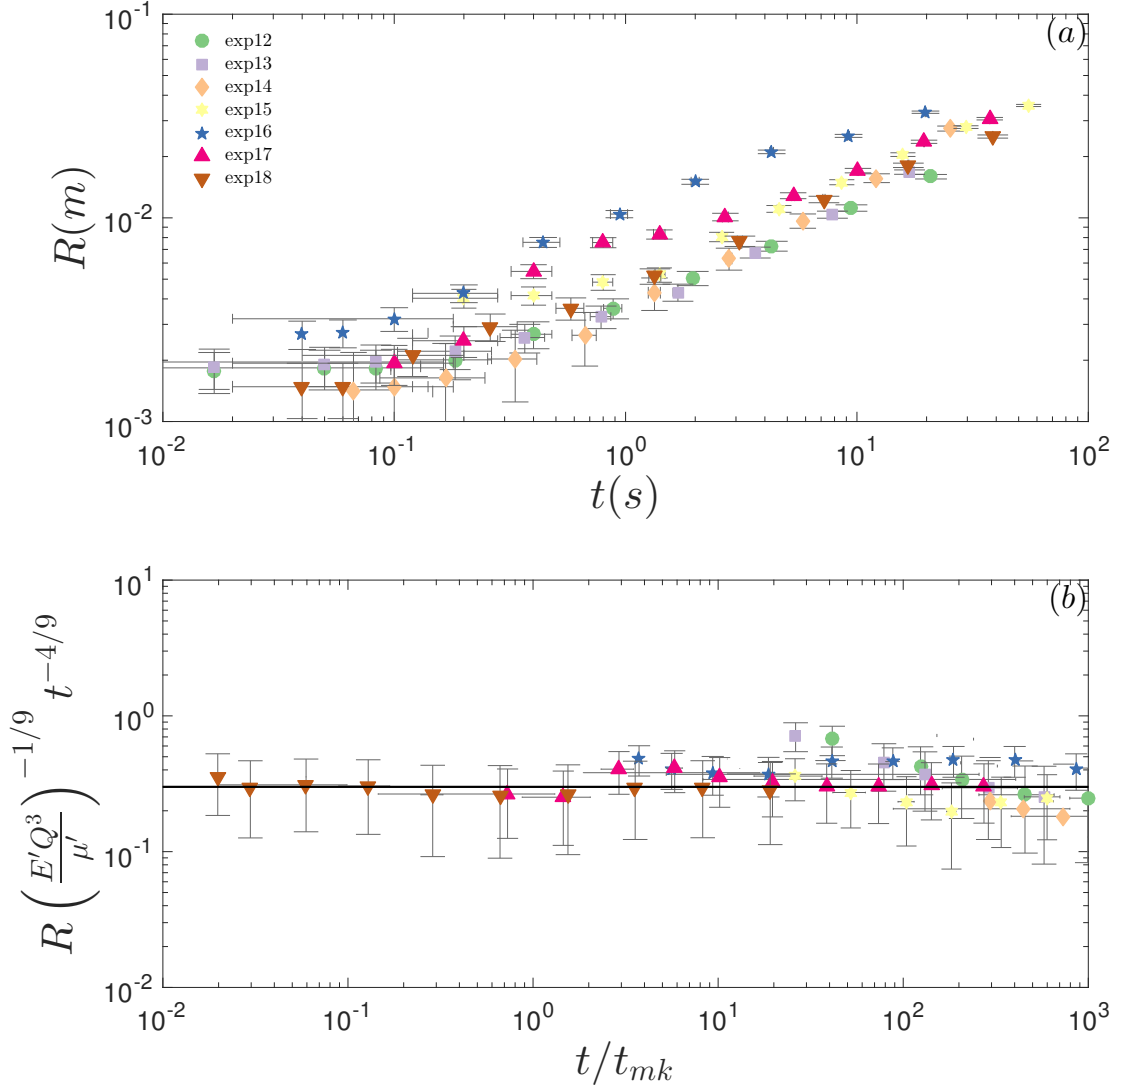 10^-1
(a)
exp12
exp13
exp14
exp15
exp16
exp17
exp18
R(m)
10^-2
10^-3
10^-2 10^-1 10^0 10^1 10^2
t(s)
10^1
(b)
R (E'Q^3/μ')^-1/9 t^-4/9
10^0
10^-1
10^-2
10^-2 10^-1 10^0 10^1 10^2 10^3
t/t_mk